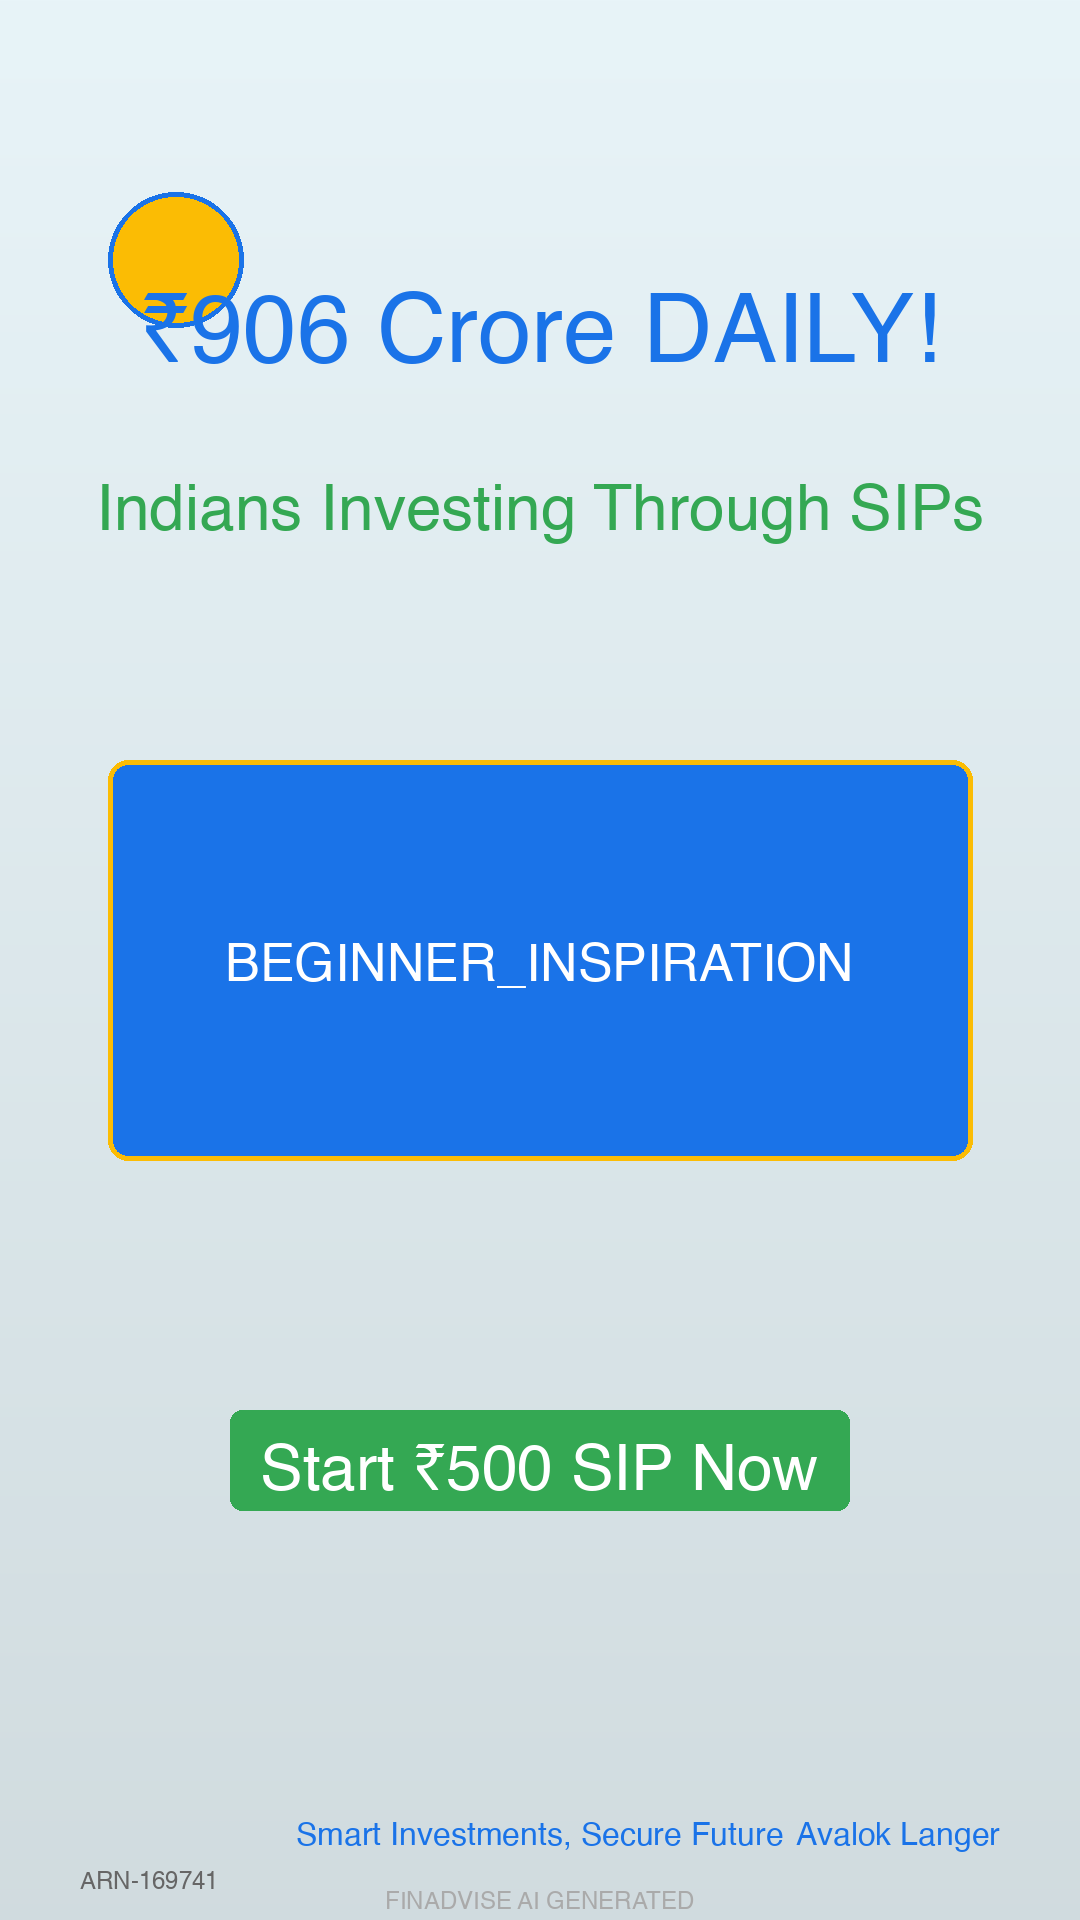 ₹906 Crore DAILY!
Indians Investing Through SIPs
BEGINNER_INSPIRATION
Start ₹500 SIP Now
Smart Investments, Secure Future Avalok Langer
ARN-169741
FINADVISE AI GENERATED